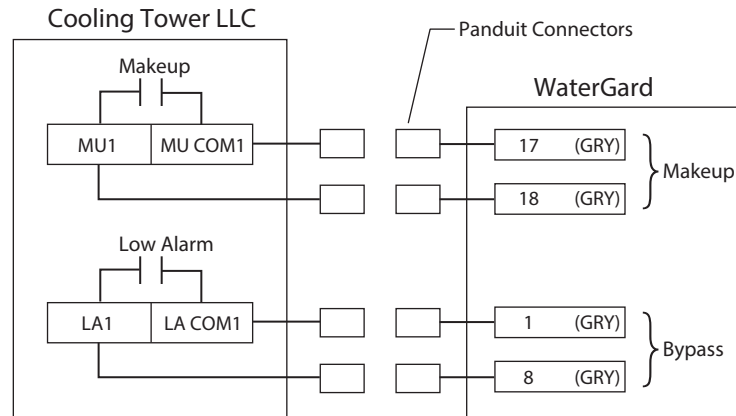 Cooling Tower LLC
Panduit Connectors
Makeup
WaterGard
MU1 MU COM1
17 (GRY)
Makeup
18 (GRY)
Low Alarm
LA1 LA COM1
1 (GRY)
Bypass
8 (GRY)